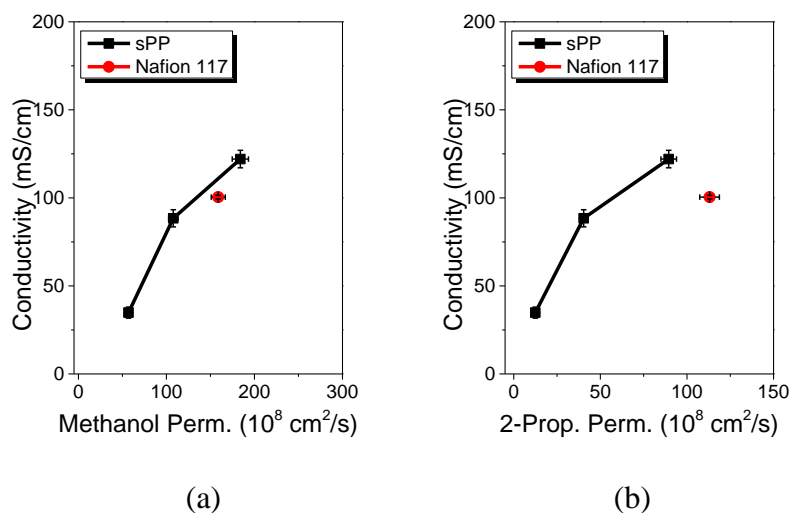 sPP
Nafion 117
200
150
100
50
0
Conductivity (mS/cm)
0 100 200 300
Methanol Perm. (10⁸ cm²/s)
(a)
sPP
Nafion 117
200
150
100
50
0
Conductivity (mS/cm)
0 50 100 150
2-Prop. Perm. (10⁸ cm²/s)
(b)